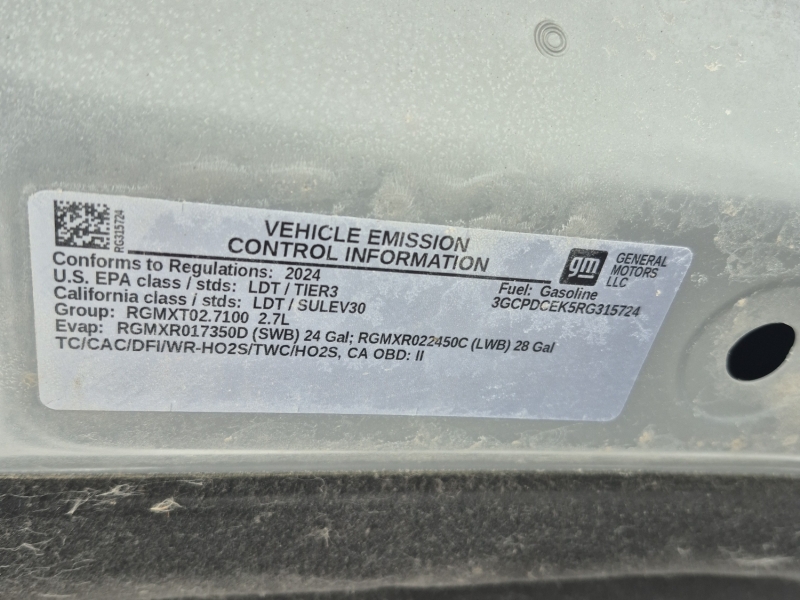 RG315724
VEHICLE EMISSION
CONTROL INFORMATION
gm
GENERAL
MOTORS
LLC
Conforms to Regulations: 2024
U.S. EPA class / stds: LDT / TIER3
California class / stds: LDT / SULEV30
Group: RGMXT02.7100 2.7L
Evap: RGMXR017350D (SWB) 24 Gal; RGMXR022450C (LWB) 28 Gal
TC/CAC/DFI/WR-HO2S/TWC/HO2S, CA OBD: II
Fuel: Gasoline
3GCPDCEK5RG315724